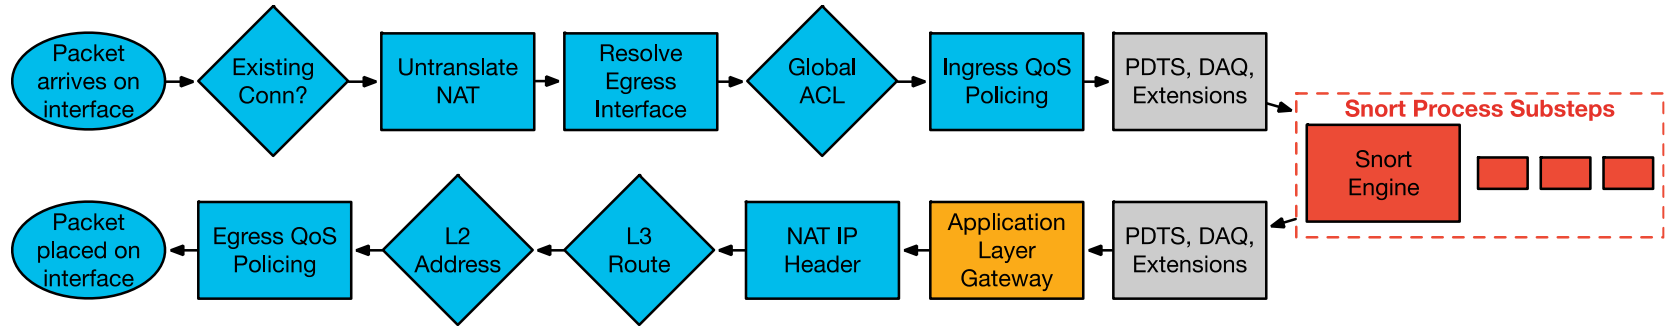 Packet
arrives on
interface
Existing
Conn?
Untranslate
NAT
Resolve
Egress
Interface
Global
ACL
Ingress QoS
Policing
PDTS, DAQ,
Extensions
Snort Process Substeps
Snort
Engine
Packet
placed on
interface
Egress QoS
Policing
L2
Address
L3
Route
NAT IP
Header
Application
Layer
Gateway
PDTS, DAQ,
Extensions